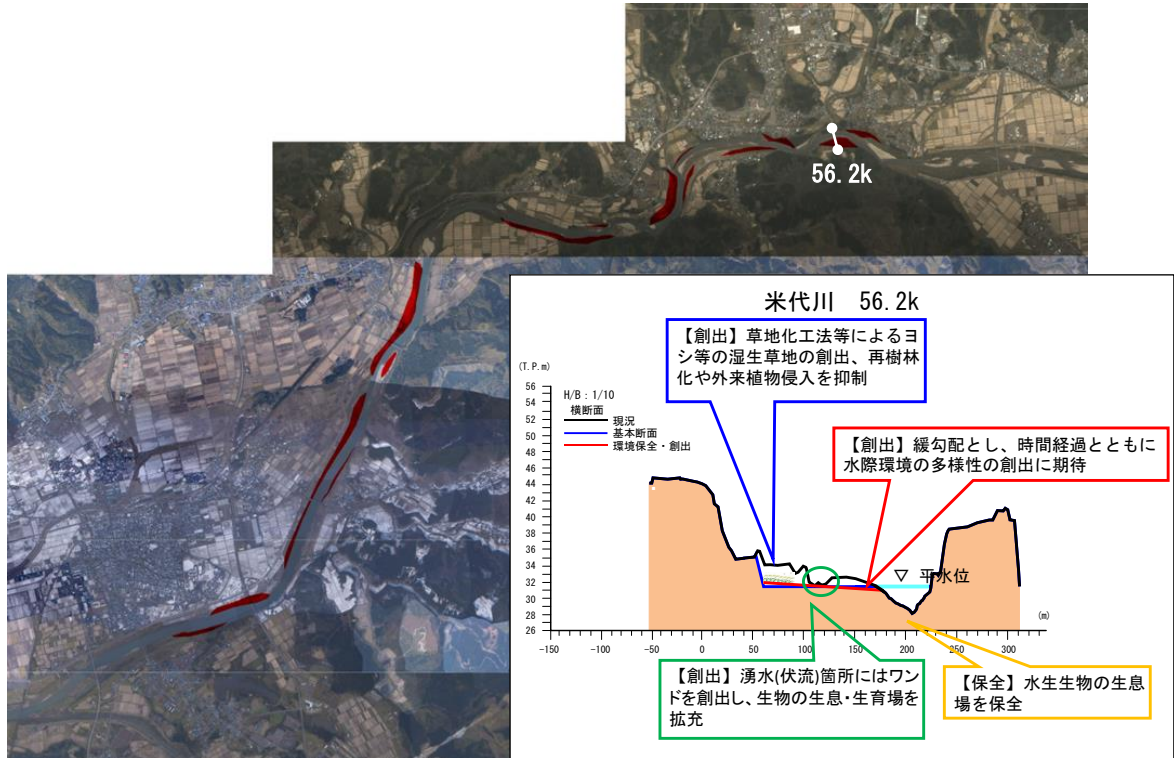 56.2k
米代川 56.2k
【創出】草地化工法等によるヨ
シ等の湿生草地の創出、再樹林
化や外来植物侵入を抑制
(T.P.m)
H/B : 1/10
横断面
現況
基本断面
環境保全・創出
【創出】緩勾配とし、時間経過とともに
水際環境の多様性の創出に期待
56
54
52
50
48
46
44
42
40
38
36
34
32
30
28
26
▽ 平水位
(m)
-150 -100 -50 0 50 100 150 200 250 300
【創出】湧水(伏流)箇所にはワン
ドを創出し、生物の生息・生育場を
拡充
【保全】水生生物の生息
場を保全